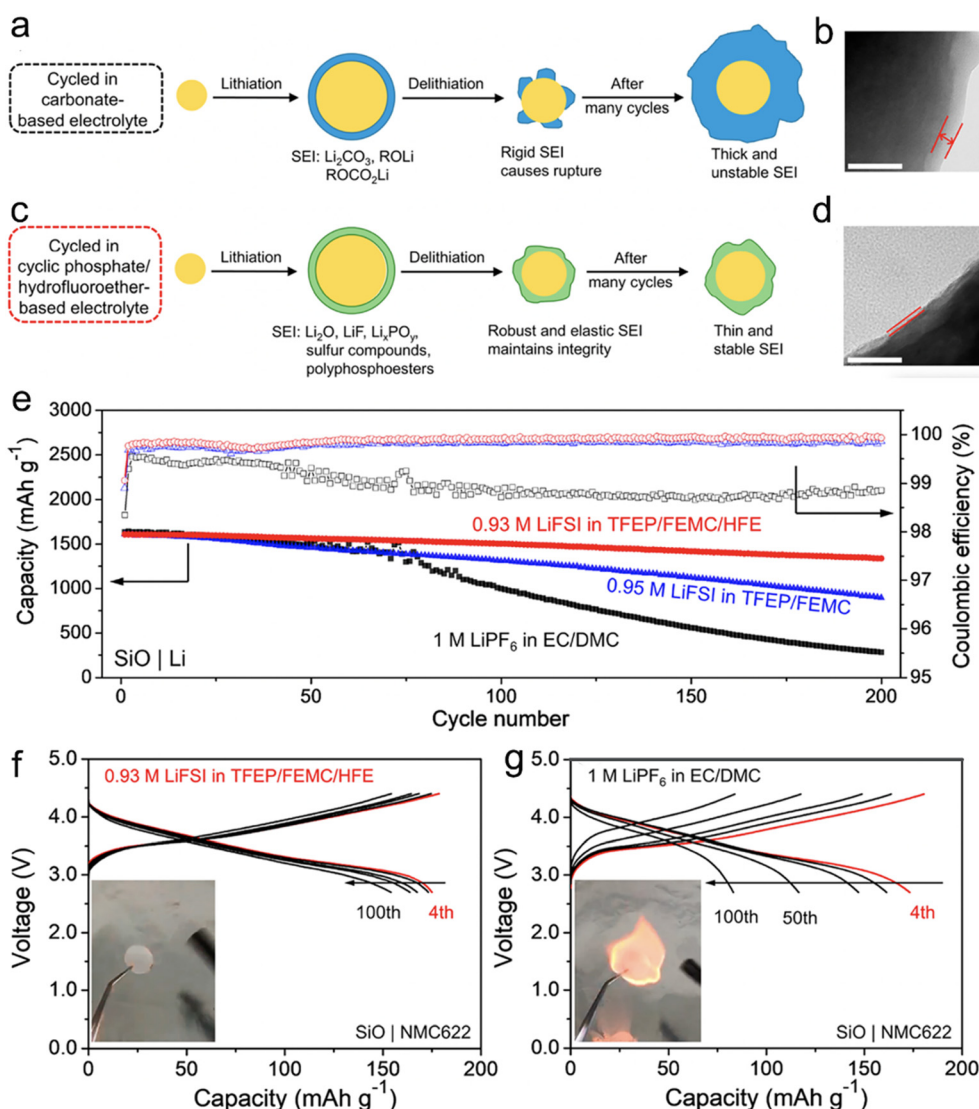 a
Cycled in
carbonate-
based electrolyte
Lithiation
Delithiation
After
many cycles
SEI: Li₂CO₃, ROLi
ROCO₂Li
Rigid SEI
causes rupture
Thick and
unstable SEI
b
c
Cycled in
cyclic phosphate/
hydrofluoroether-
based electrolyte
Lithiation
Delithiation
After
many cycles
SEI: Li₂O, LiF, LiₓPOᵧ,
sulfur compounds,
polyphosphoesters
Robust and elastic SEI
maintains integrity
Thin and
stable SEI
d
e
Capacity (mAh g⁻¹)
3000
2500
2000
1500
1000
500
0
100
99
98
97
96
95
Coulombic efficiency (%)
0.93 M LiFSI in TFEP/FEMC/HFE
0.95 M LiFSI in TFEP/FEMC
1 M LiPF₆ in EC/DMC
SiO | Li
0 50 100 150 200
Cycle number
f
Voltage (V)
5.0
4.0
3.0
2.0
1.0
0.0
0.93 M LiFSI in TFEP/FEMC/HFE
100th
4th
SiO | NMC622
0 50 100 150 200
Capacity (mAh g⁻¹)
g
Voltage (V)
5.0
4.0
3.0
2.0
1.0
0.0
1 M LiPF₆ in EC/DMC
100th
50th
4th
SiO | NMC622
0 50 100 150 200
Capacity (mAh g⁻¹)